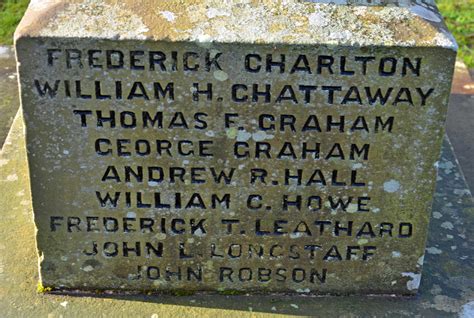 FREDERICK CHARLTON
WILLIAM H. CHATTAWAY
THOMAS F. GRAHAM
GEORGE GRAHAM
ANDREW R. HALL
WILLIAM C. HOWE
FREDERICK T. LEATHARD
JOHN L. LONGSTAFF
JOHN ROBSON